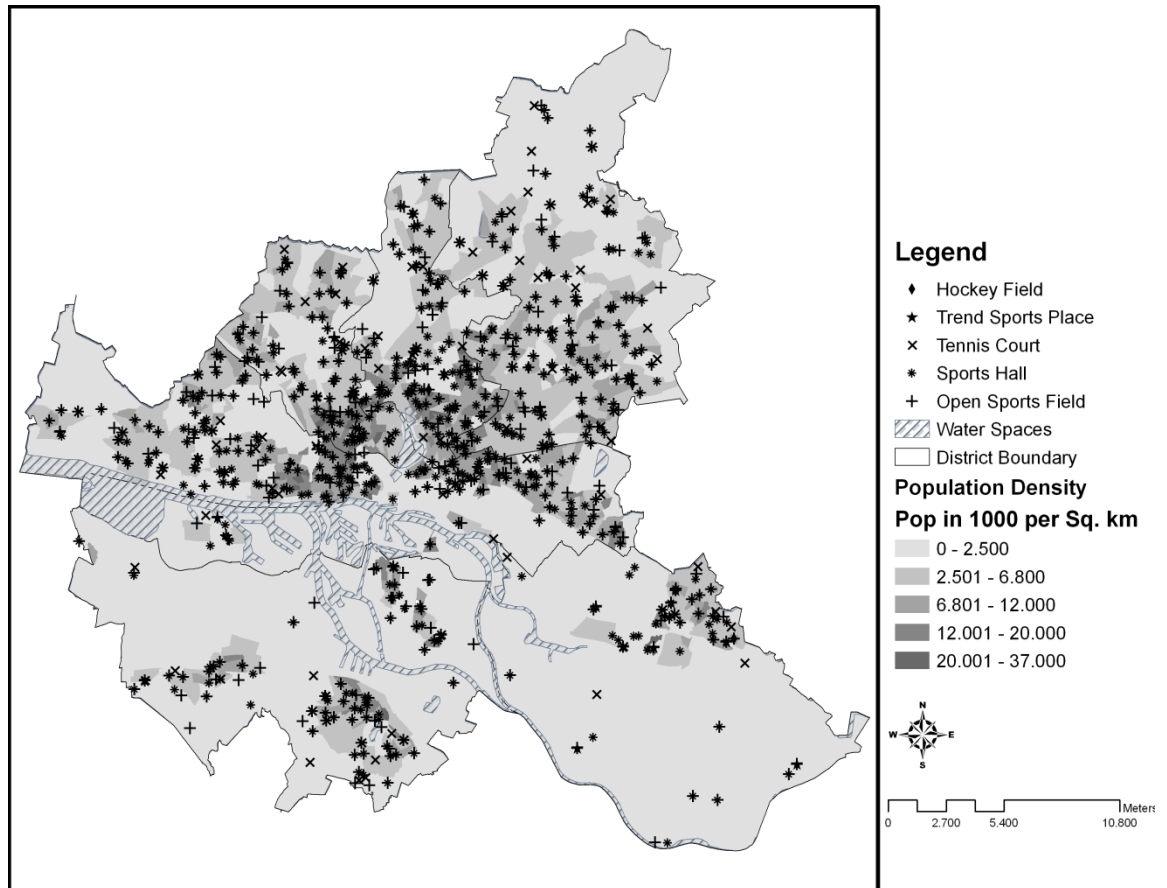 Legend
Hockey Field
Trend Sports Place
Tennis Court
Sports Hall
Open Sports Field
Water Spaces
District Boundary
Population Density
Pop in 1000 per Sq. km
0 - 2.500
2.501 - 6.800
6.801 - 12.000
12.001 - 20.000
20.001 - 37.000
N
W E
S
Meters
0 2.700 5.400 10.800